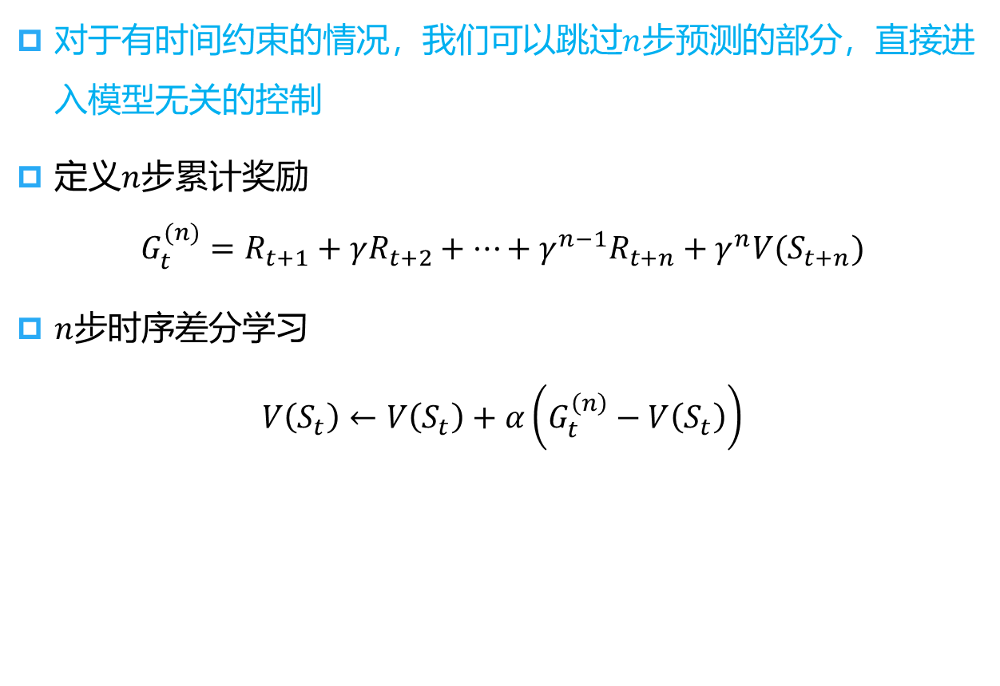 对于有时间约束的情况，我们可以跳过n步预测的部分，直接进
入模型无关的控制
定义n步累计奖励
$G_t^{(n)} = R_{t+1} + \gamma R_{t+2} + \cdots + \gamma^{n-1} R_{t+n} + \gamma^n V(S_{t+n})$
n步时序差分学习
$V(S_t) \leftarrow V(S_t) + \alpha \left( G_t^{(n)} - V(S_t) \right)$